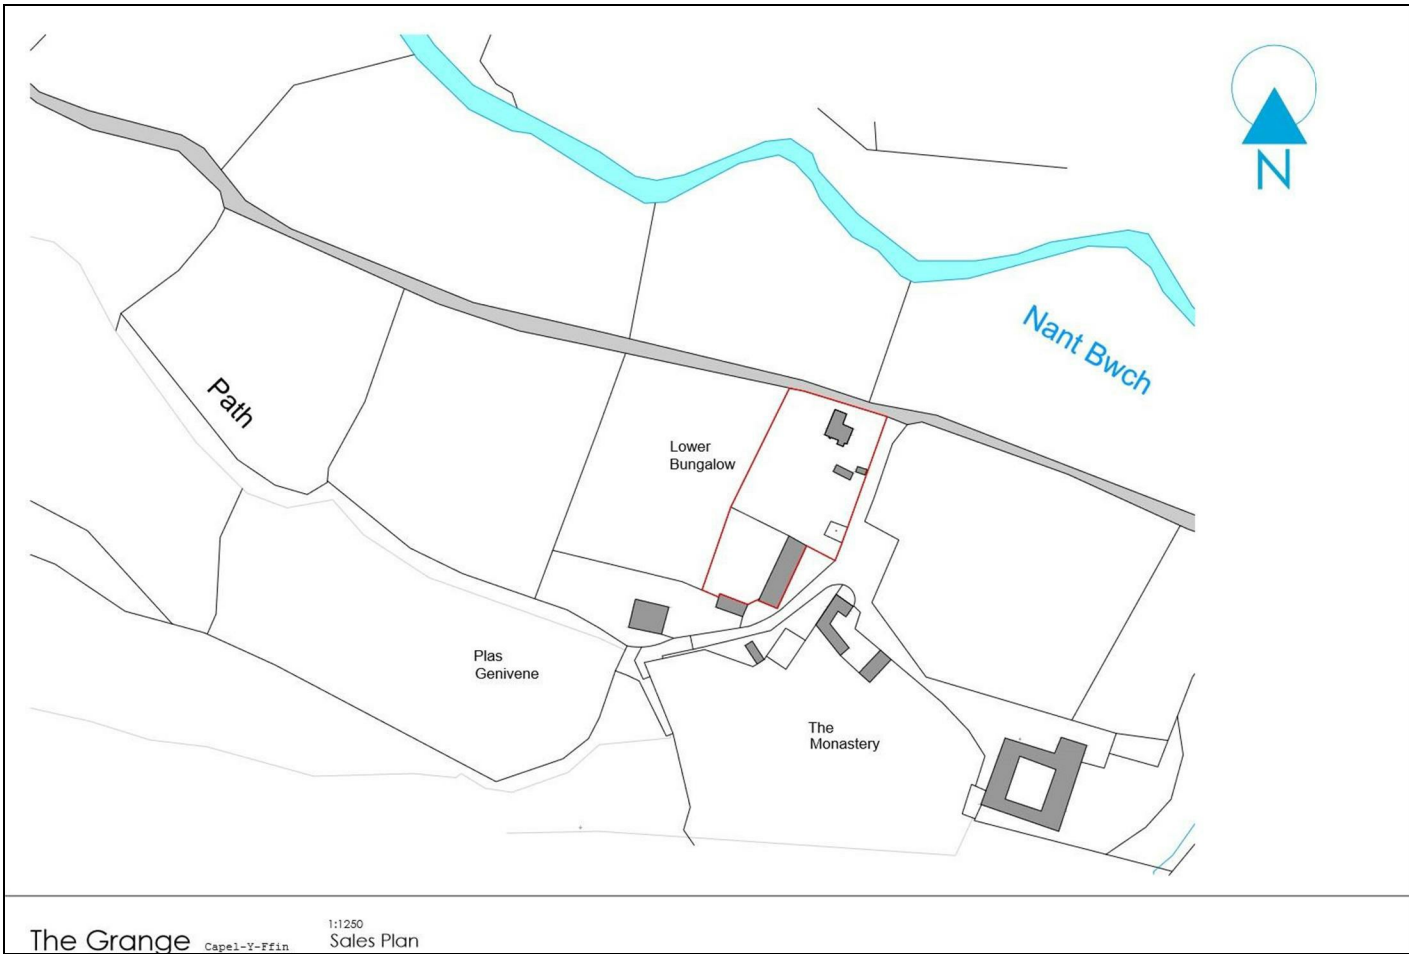 N
Nant Bwch
Path
Lower
Bungalow
Plas
Genivene
The
Monastery
The Grange Capel-Y-Ffin
1:1250
Sales Plan